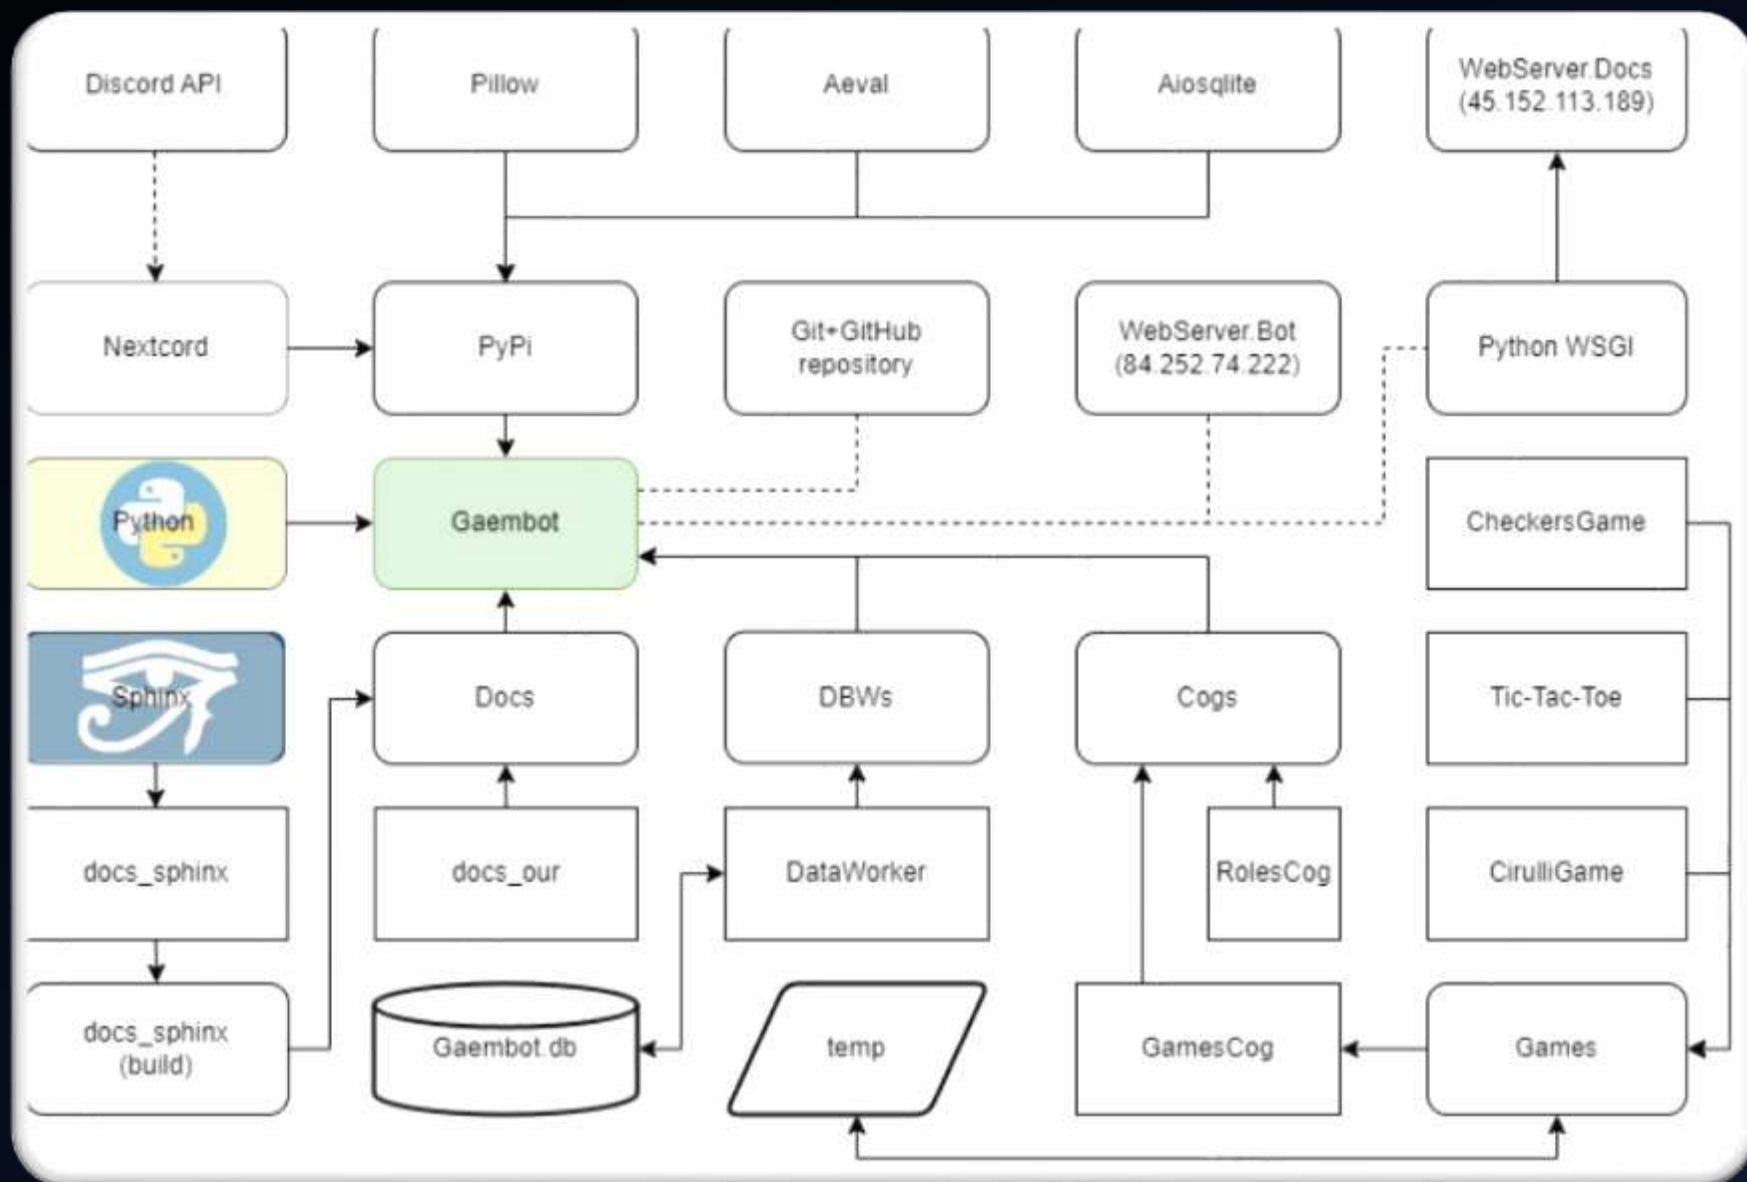 Discord API
Pillow
Aeval
Aiosqlite
WebServer.Docs
(45.152.113.189)
Nextcord
PyPi
Git+GitHub
repository
WebServer.Bot
(84.252.74.222)
Python WSGI
Python
Gaembot
CheckersGame
Sphinx
Docs
DBWs
Cogs
Tic-Tac-Toe
docs_sphinx
docs_our
DataWorker
RolesCog
CirulliGame
docs_sphinx
(build)
Gaembot.db
temp
GamesCog
Games